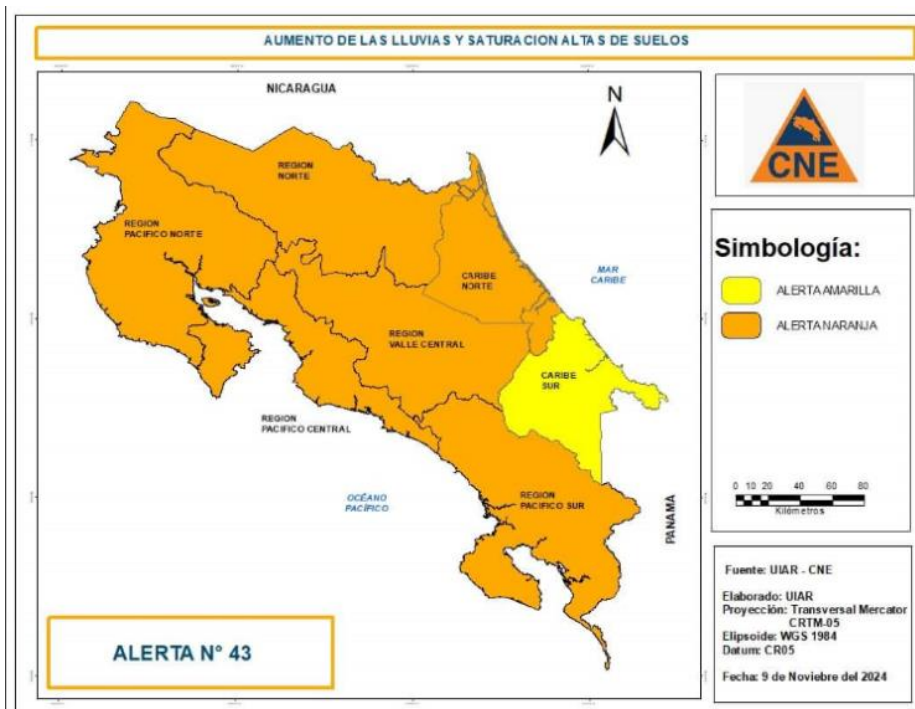 AUMENTO DE LAS LLUVIAS Y SATURACION ALTAS DE SUELOS
NICARAGUA
N
REGION
NORTE
REGION
PACIFICO NORTE
CARIBE
NORTE
MAR
CARIBE
REGION
VALLE CENTRAL
CARIBE
SUR
REGION
PACIFICO CENTRAL
OCÉANO
PACÍFICO
REGION
PACIFICO SUR
PANAMA
ALERTA N° 43
CNE
Simbología:
ALERTA AMARILLA
ALERTA NARANJA
0 10 20 40 60 80
Kilómetros
Fuente: UIAR - CNE
Elaborado: UIAR
Proyección: Transversal Mercator
CRTM-05
Elipsoide: WGS 1984
Datum: CR05
Fecha: 9 de Noviebre del 2024